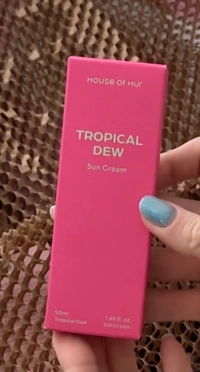 HOUSE OF HUR
TROPICAL
DEW
Sun Cream
50ml
Tropical Dew
1.69 fl. oz.
Sun Cream